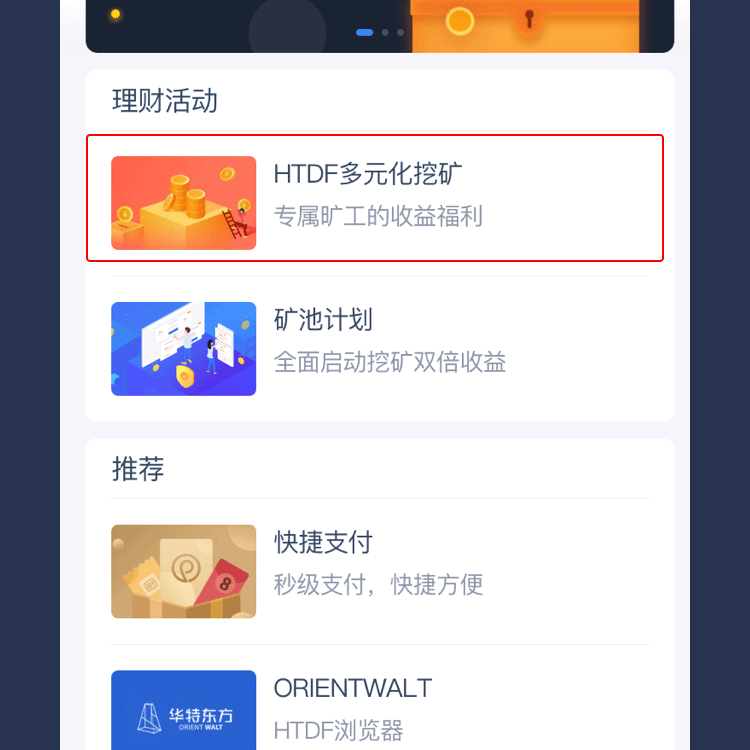 理财活动
HTDF多元化挖矿
专属旷工的收益福利
矿池计划
全面启动挖矿双倍收益
推荐
快捷支付
秒级支付，快捷方便
8
ORIENTWALT
华特东方
ORIENT WALT
HTDF浏览器